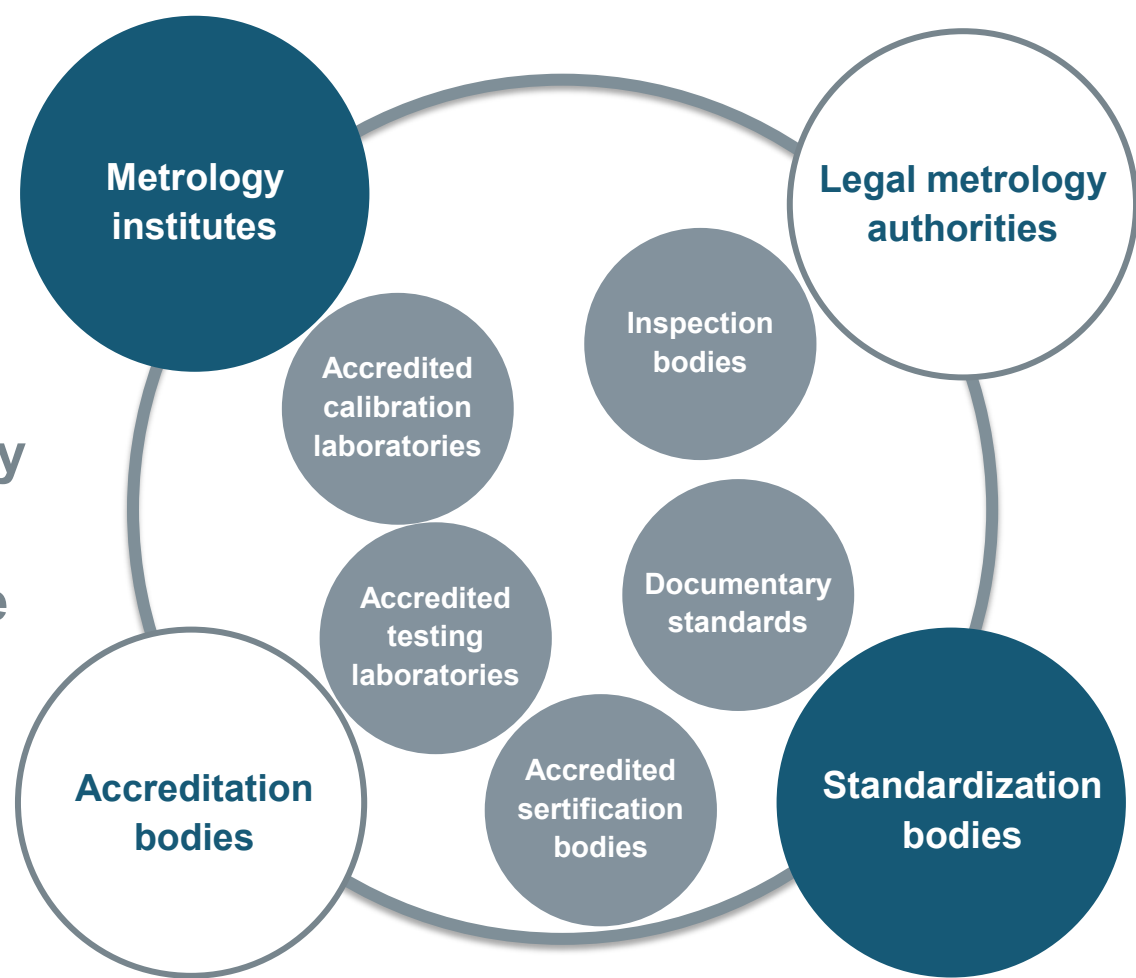 Metrology
institutes
Legal metrology
authorities
Inspection
bodies
Accredited
calibration
laboratories
Accredited
testing
laboratories
Documentary
standards
Accredited
sertification
bodies
Accreditation
bodies
Standardization
bodies